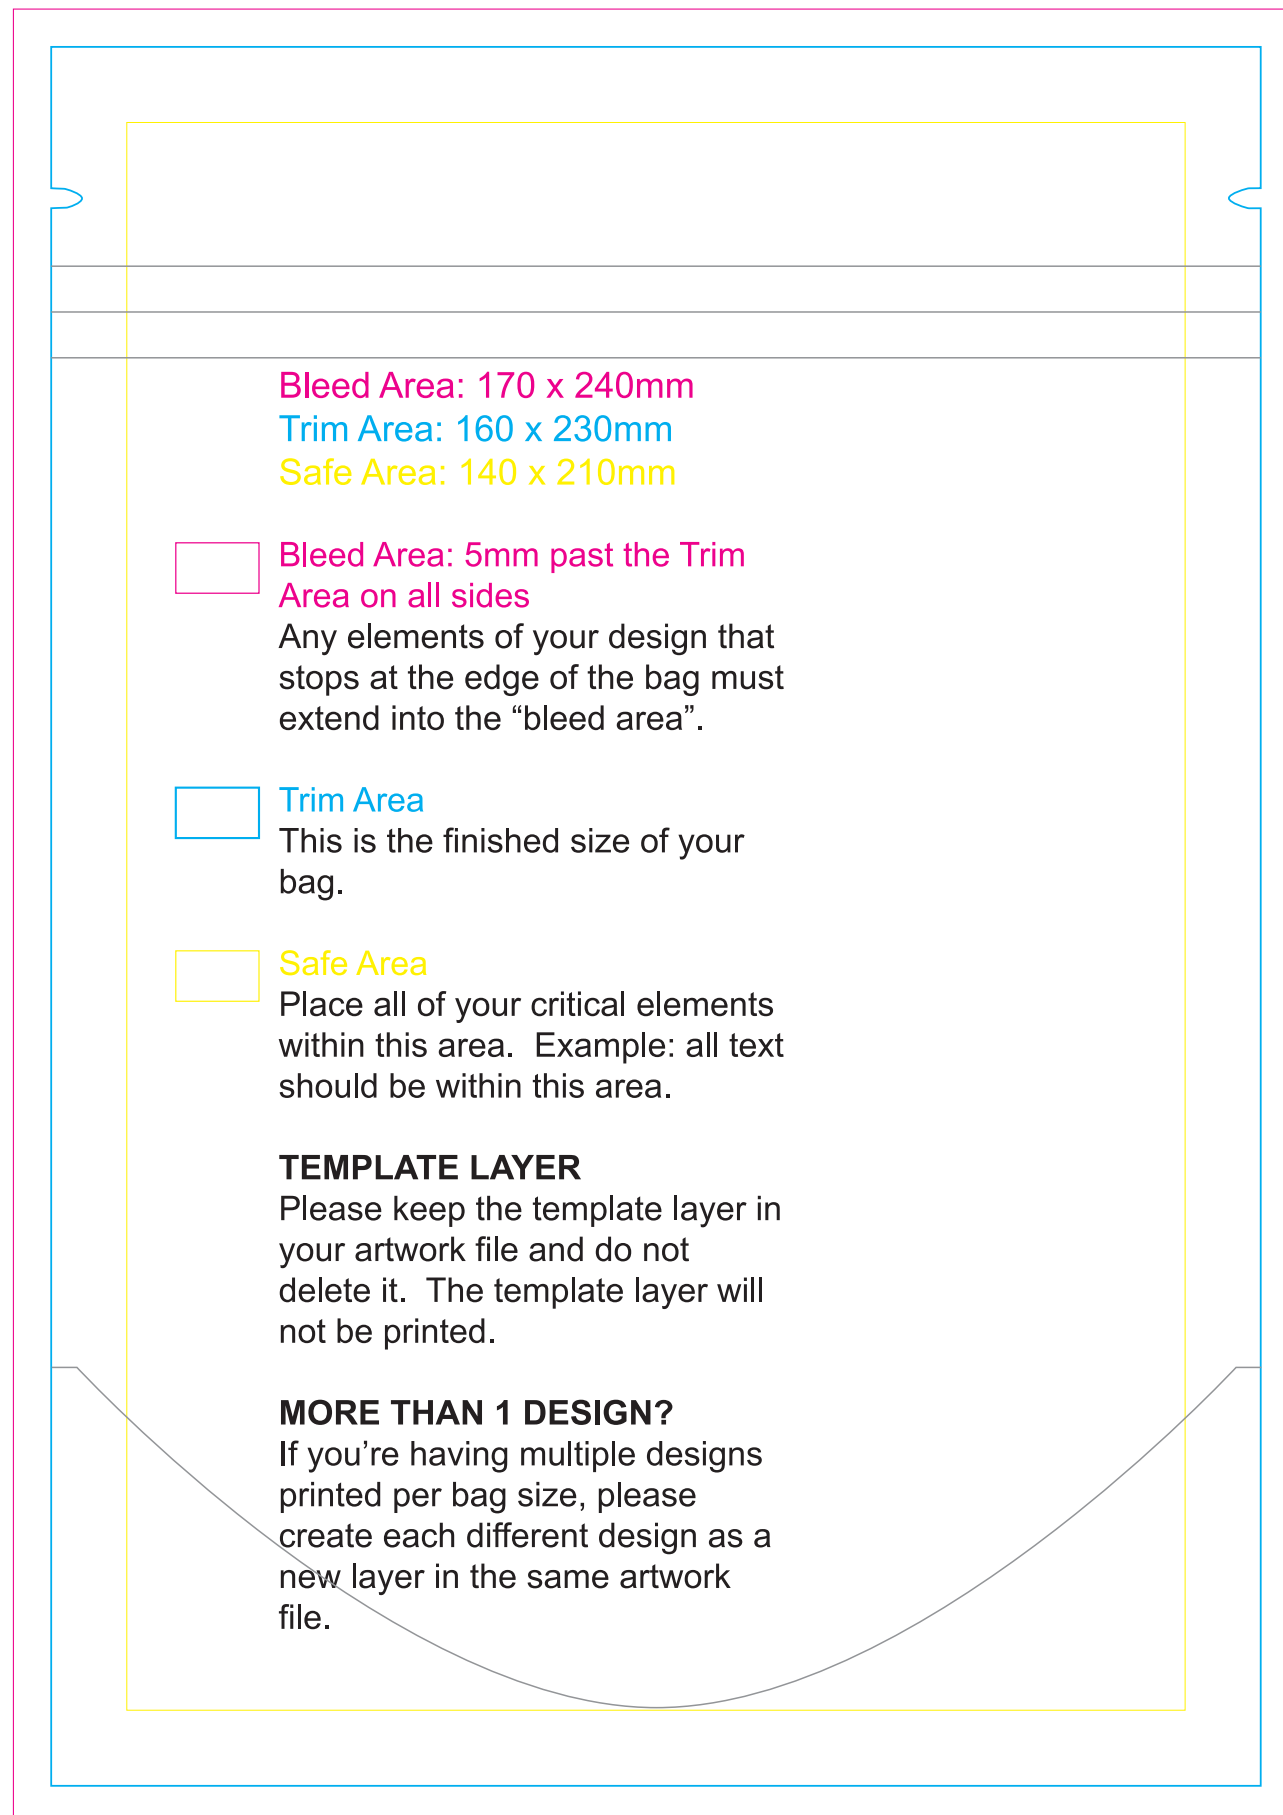 Bleed Area: 170 x 240mm
Trim Area: 160 x 230mm
Safe Area: 140 x 210mm
Bleed Area: 5mm past the Trim
Area on all sides
Any elements of your design that
stops at the edge of the bag must
extend into the “bleed area”.
Trim Area
This is the finished size of your
bag.
Safe Area
Place all of your critical elements
within this area.  Example: all text
should be within this area.
TEMPLATE LAYER
Please keep the template layer in
your artwork file and do not
delete it.  The template layer will
not be printed.
MORE THAN 1 DESIGN?
If you’re having multiple designs
printed per bag size, please
create each different design as a
new layer in the same artwork
file.